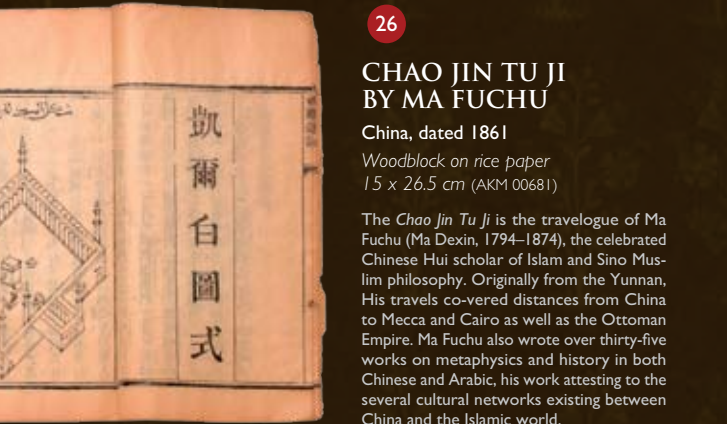 凱爾白圖式
26
CHAO JIN TU JI
BY MA FUCHU
China, dated 1861
Woodblock on rice paper
15 x 26.5 cm (AKM 00681)
The Chao Jin Tu Ji is the travelogue of Ma
Fuchu (Ma Dexin, 1794–1874), the celebrated
Chinese Hui scholar of Islam and Sino Mus-
lim philosophy. Originally from the Yunnan,
His travels co-vered distances from China
to Mecca and Cairo as well as the Ottoman
Empire. Ma Fuchu also wrote over thirty-five
works on metaphysics and history in both
Chinese and Arabic, his work attesting to the
several cultural networks existing between
China and the Islamic world.